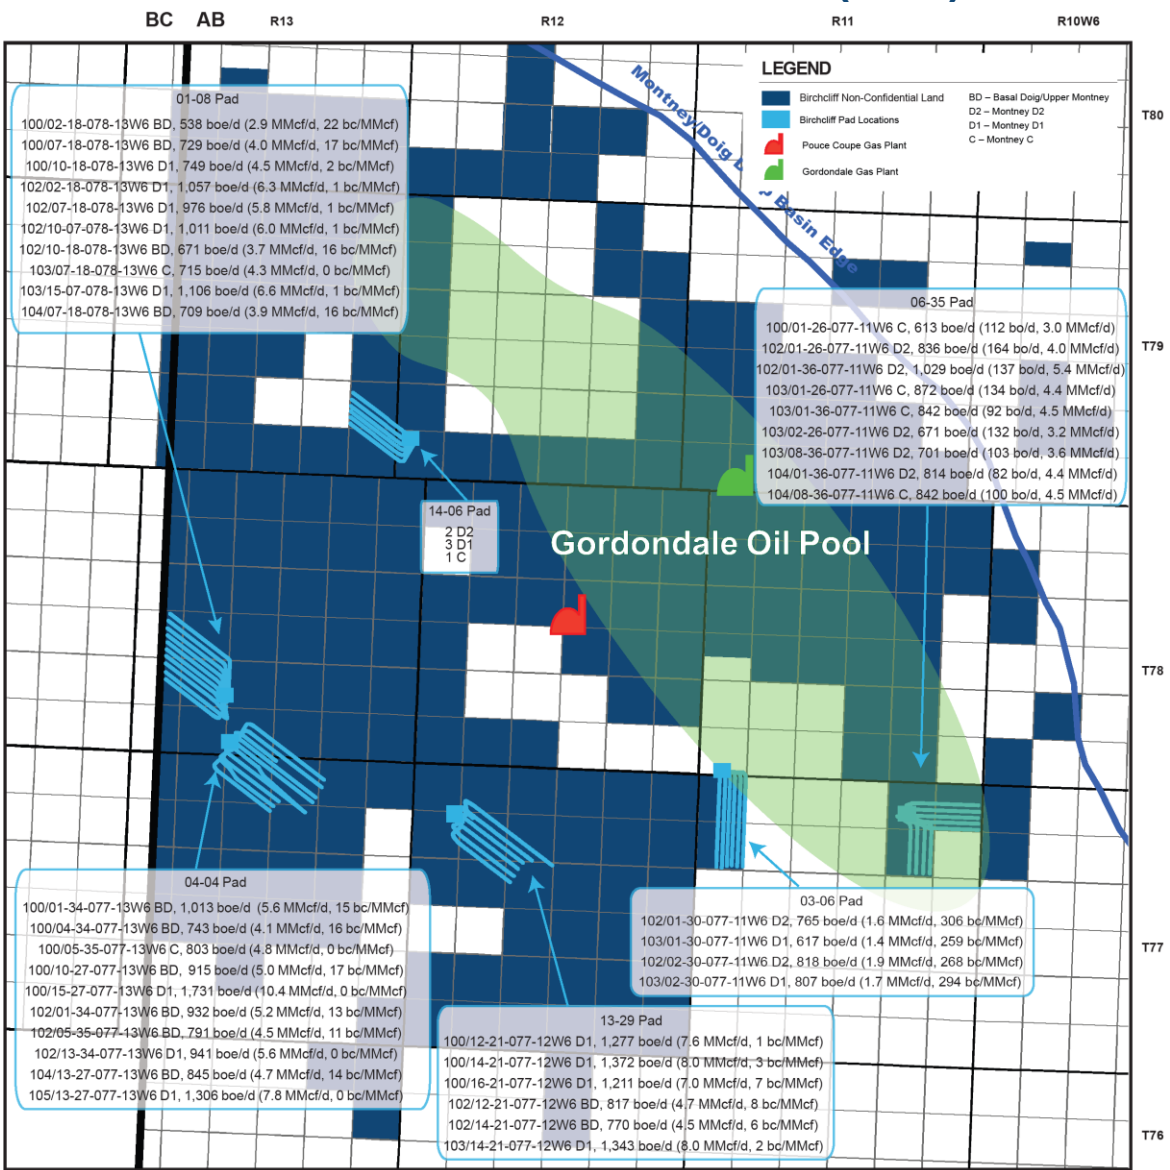 BC AB R13 R12 R11 R10W6
LEGEND
Birchcliff Non-Confidential Land
Birchcliff Pad Locations
Pouce Coupe Gas Plant
Gordondale Gas Plant
BD – Basal Doig/Upper Montney
D2 – Montney D2
D1 – Montney D1
C – Montney C
Montney/Doig Deep Basin Edge
T80
T79
T78
T77
T76
01-08 Pad
100/02-18-078-13W6 BD, 538 boe/d (2.9 MMcf/d, 22 bc/MMcf)
100/07-18-078-13W6 BD, 729 boe/d (4.0 MMcf/d, 17 bc/MMcf)
100/10-18-078-13W6 D1, 749 boe/d (4.5 MMcf/d, 2 bc/MMcf)
102/02-18-078-13W6 D1, 1,057 boe/d (6.3 MMcf/d, 1 bc/MMcf)
102/07-18-078-13W6 D1, 976 boe/d (5.8 MMcf/d, 1 bc/MMcf)
102/10-07-078-13W6 D1, 1,011 boe/d (6.0 MMcf/d, 1 bc/MMcf)
102/10-18-078-13W6 BD, 671 boe/d (3.7 MMcf/d, 16 bc/MMcf)
103/07-18-078-13W6 C, 715 boe/d (4.3 MMcf/d, 0 bc/MMcf)
103/15-07-078-13W6 D1, 1,106 boe/d (6.6 MMcf/d, 1 bc/MMcf)
104/07-18-078-13W6 BD, 709 boe/d (3.9 MMcf/d, 16 bc/MMcf)
06-35 Pad
100/01-26-077-11W6 C, 613 boe/d (112 bo/d, 3.0 MMcf/d)
102/01-26-077-11W6 D2, 836 boe/d (164 bo/d, 4.0 MMcf/d)
102/01-36-077-11W6 D2, 1,029 boe/d (137 bo/d, 5.4 MMcf/d)
103/01-26-077-11W6 C, 872 boe/d (134 bo/d, 4.4 MMcf/d)
103/01-36-077-11W6 C, 842 boe/d (92 bo/d, 4.5 MMcf/d)
103/02-26-077-11W6 D2, 671 boe/d (132 bo/d, 3.2 MMcf/d)
103/08-36-077-11W6 D2, 701 boe/d (103 bo/d, 3.6 MMcf/d)
104/01-36-077-11W6 D2, 814 boe/d (82 bo/d, 4.4 MMcf/d)
104/08-36-077-11W6 C, 842 boe/d (100 bo/d, 4.5 MMcf/d)
14-06 Pad
2 D2
3 D1
1 C
Gordondale Oil Pool
04-04 Pad
100/01-34-077-13W6 BD, 1,013 boe/d (5.6 MMcf/d, 15 bc/MMcf)
100/04-34-077-13W6 BD, 743 boe/d (4.1 MMcf/d, 16 bc/MMcf)
100/05-35-077-13W6 C, 803 boe/d (4.8 MMcf/d, 0 bc/MMcf)
100/10-27-077-13W6 BD, 915 boe/d (5.0 MMcf/d, 17 bc/MMcf)
100/15-27-077-13W6 D1, 1,731 boe/d (10.4 MMcf/d, 0 bc/MMcf)
102/01-34-077-13W6 BD, 932 boe/d (5.2 MMcf/d, 13 bc/MMcf)
102/05-35-077-13W6 BD, 791 boe/d (4.5 MMcf/d, 11 bc/MMcf)
102/13-34-077-13W6 D1, 941 boe/d (5.6 MMcf/d, 0 bc/MMcf)
104/13-27-077-13W6 BD, 845 boe/d (4.7 MMcf/d, 14 bc/MMcf)
105/13-27-077-13W6 D1, 1,306 boe/d (7.8 MMcf/d, 0 bc/MMcf)
03-06 Pad
102/01-30-077-11W6 D2, 765 boe/d (1.6 MMcf/d, 306 bc/MMcf)
103/01-30-077-11W6 D1, 617 boe/d (1.4 MMcf/d, 259 bc/MMcf)
102/02-30-077-11W6 D2, 818 boe/d (1.9 MMcf/d, 268 bc/MMcf)
103/02-30-077-11W6 D1, 807 boe/d (1.7 MMcf/d, 294 bc/MMcf)
13-29 Pad
100/12-21-077-12W6 D1, 1,277 boe/d (7.6 MMcf/d, 1 bc/MMcf)
100/14-21-077-12W6 D1, 1,372 boe/d (8.0 MMcf/d, 3 bc/MMcf)
100/16-21-077-12W6 D1, 1,211 boe/d (7.0 MMcf/d, 7 bc/MMcf)
102/12-21-077-12W6 BD, 817 boe/d (4.7 MMcf/d, 8 bc/MMcf)
102/14-21-077-12W6 BD, 770 boe/d (4.5 MMcf/d, 6 bc/MMcf)
103/14-21-077-12W6 D1, 1,343 boe/d (8.0 MMcf/d, 2 bc/MMcf)